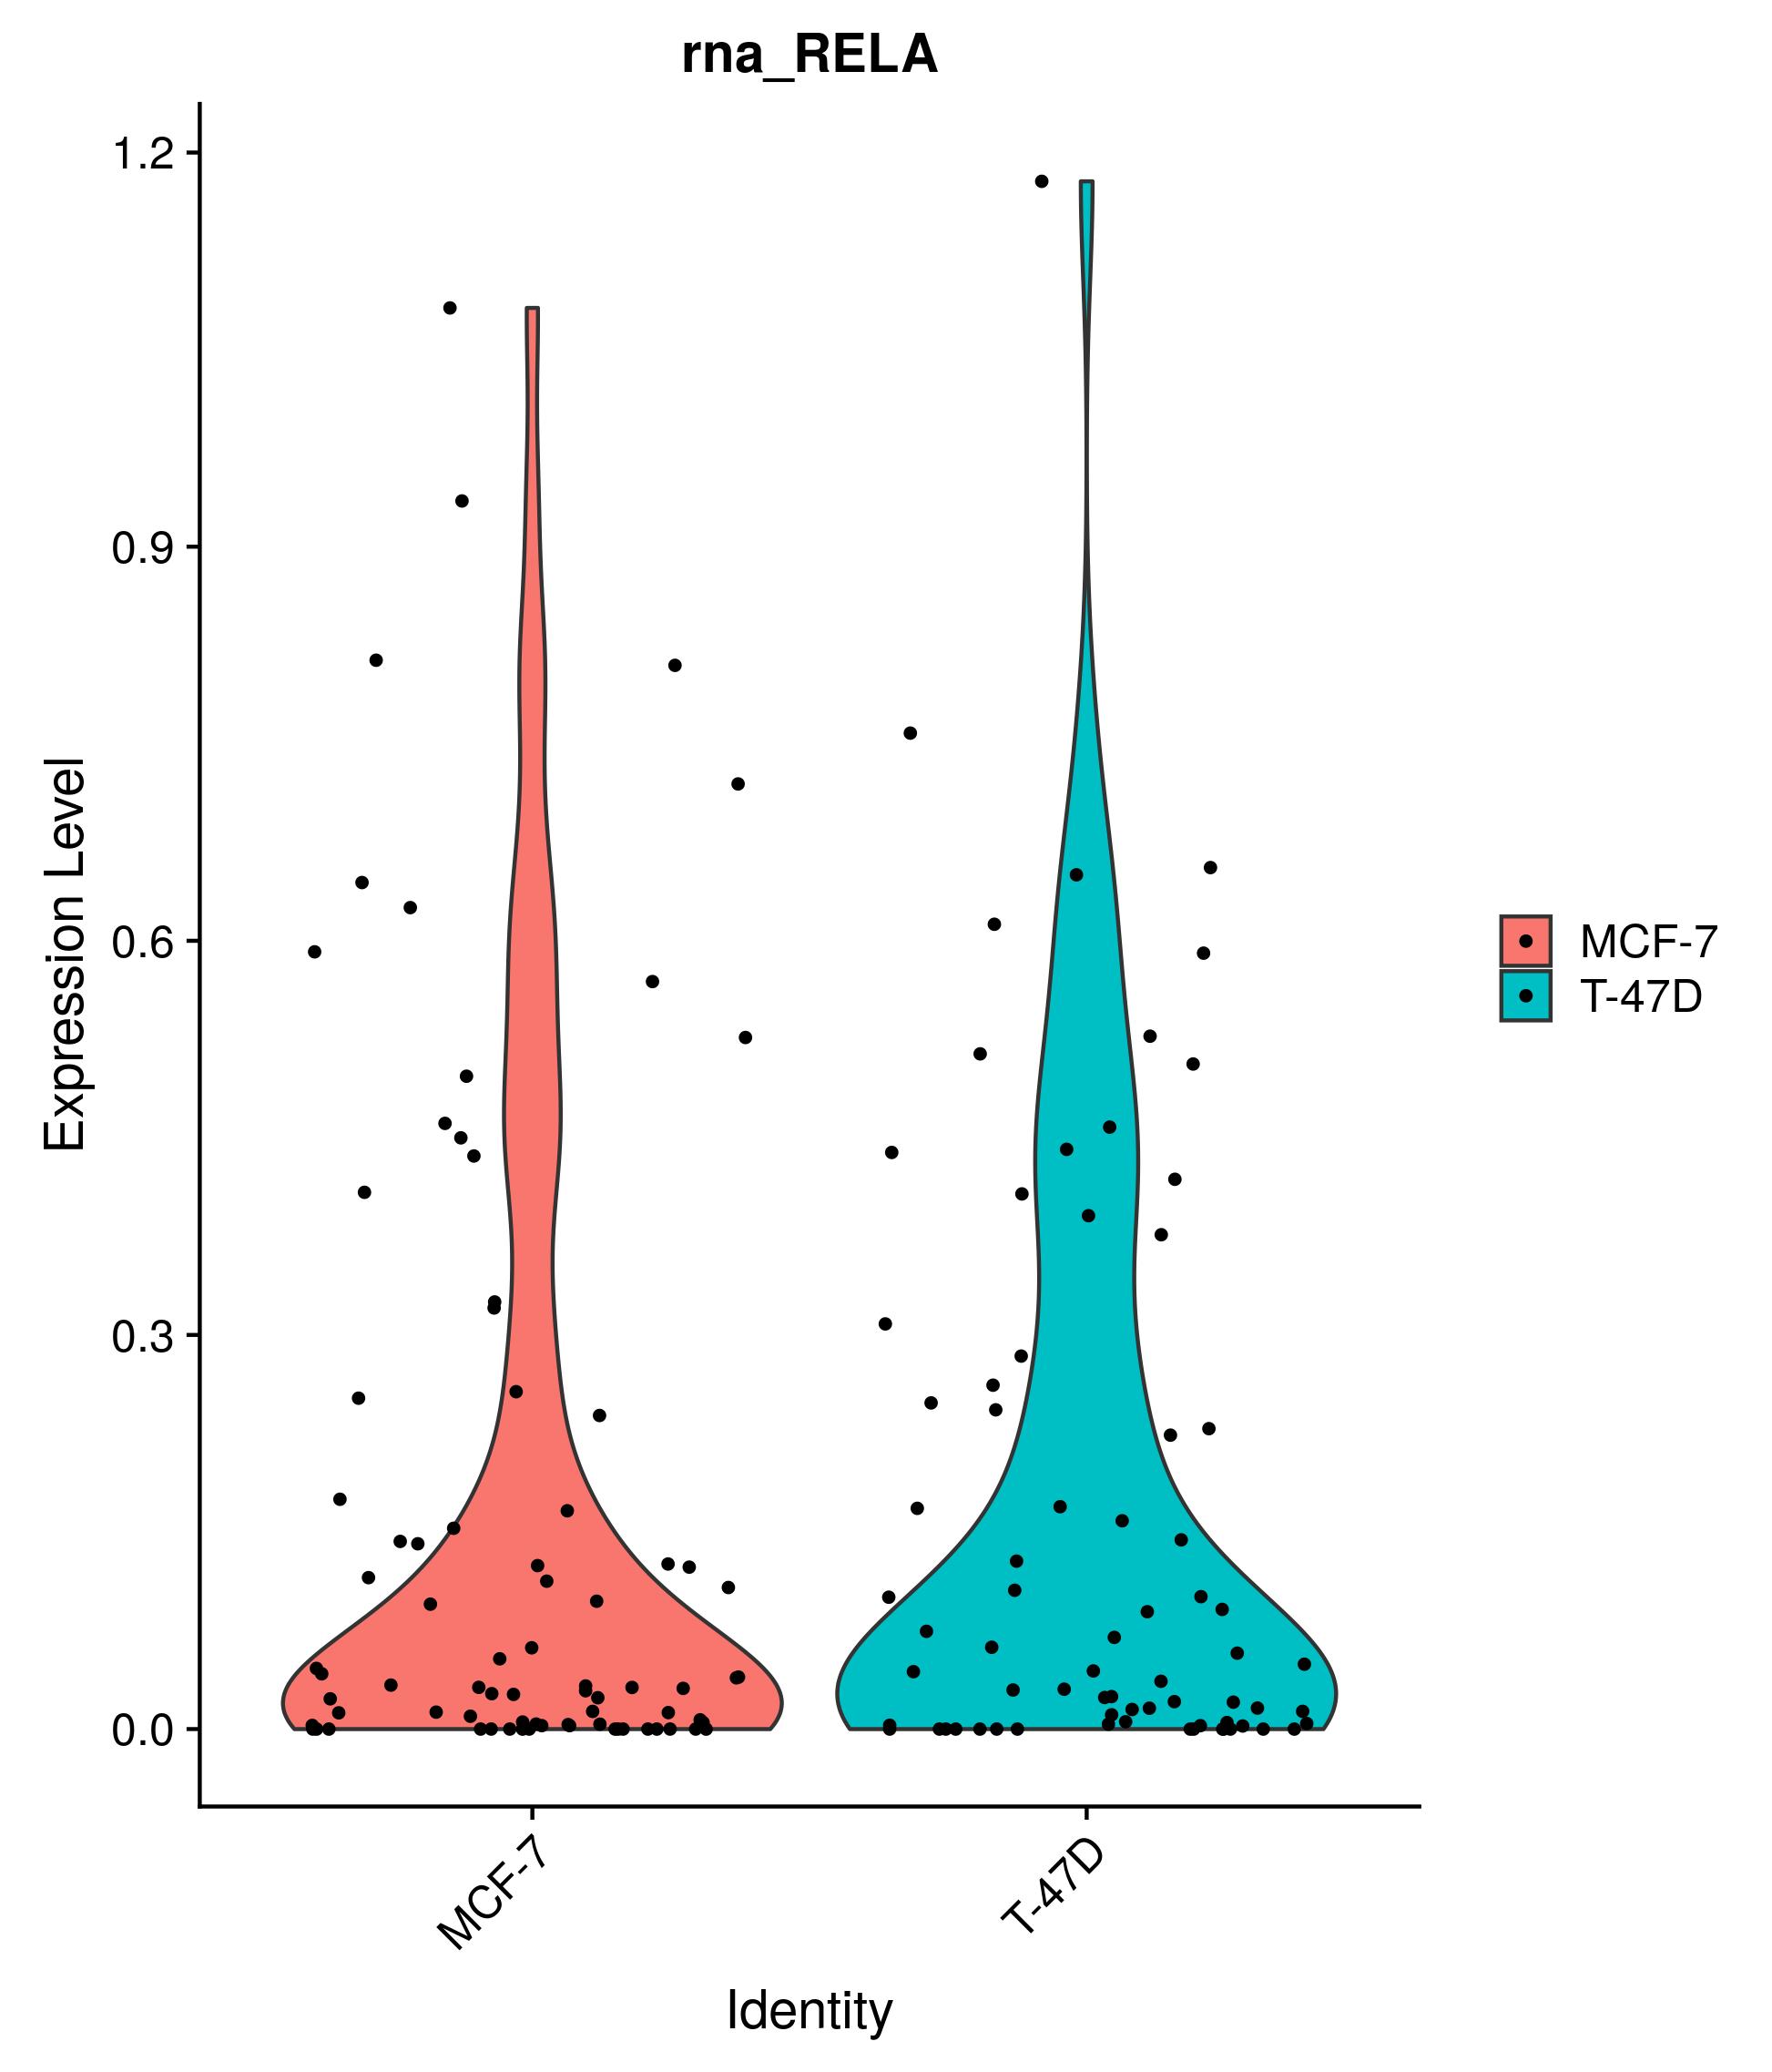 rna_RELA
1.2
0.9
0.6
0.3
0.0
Expression Level
MCF-7
T-47D
Identity
MCF-7
T-47D